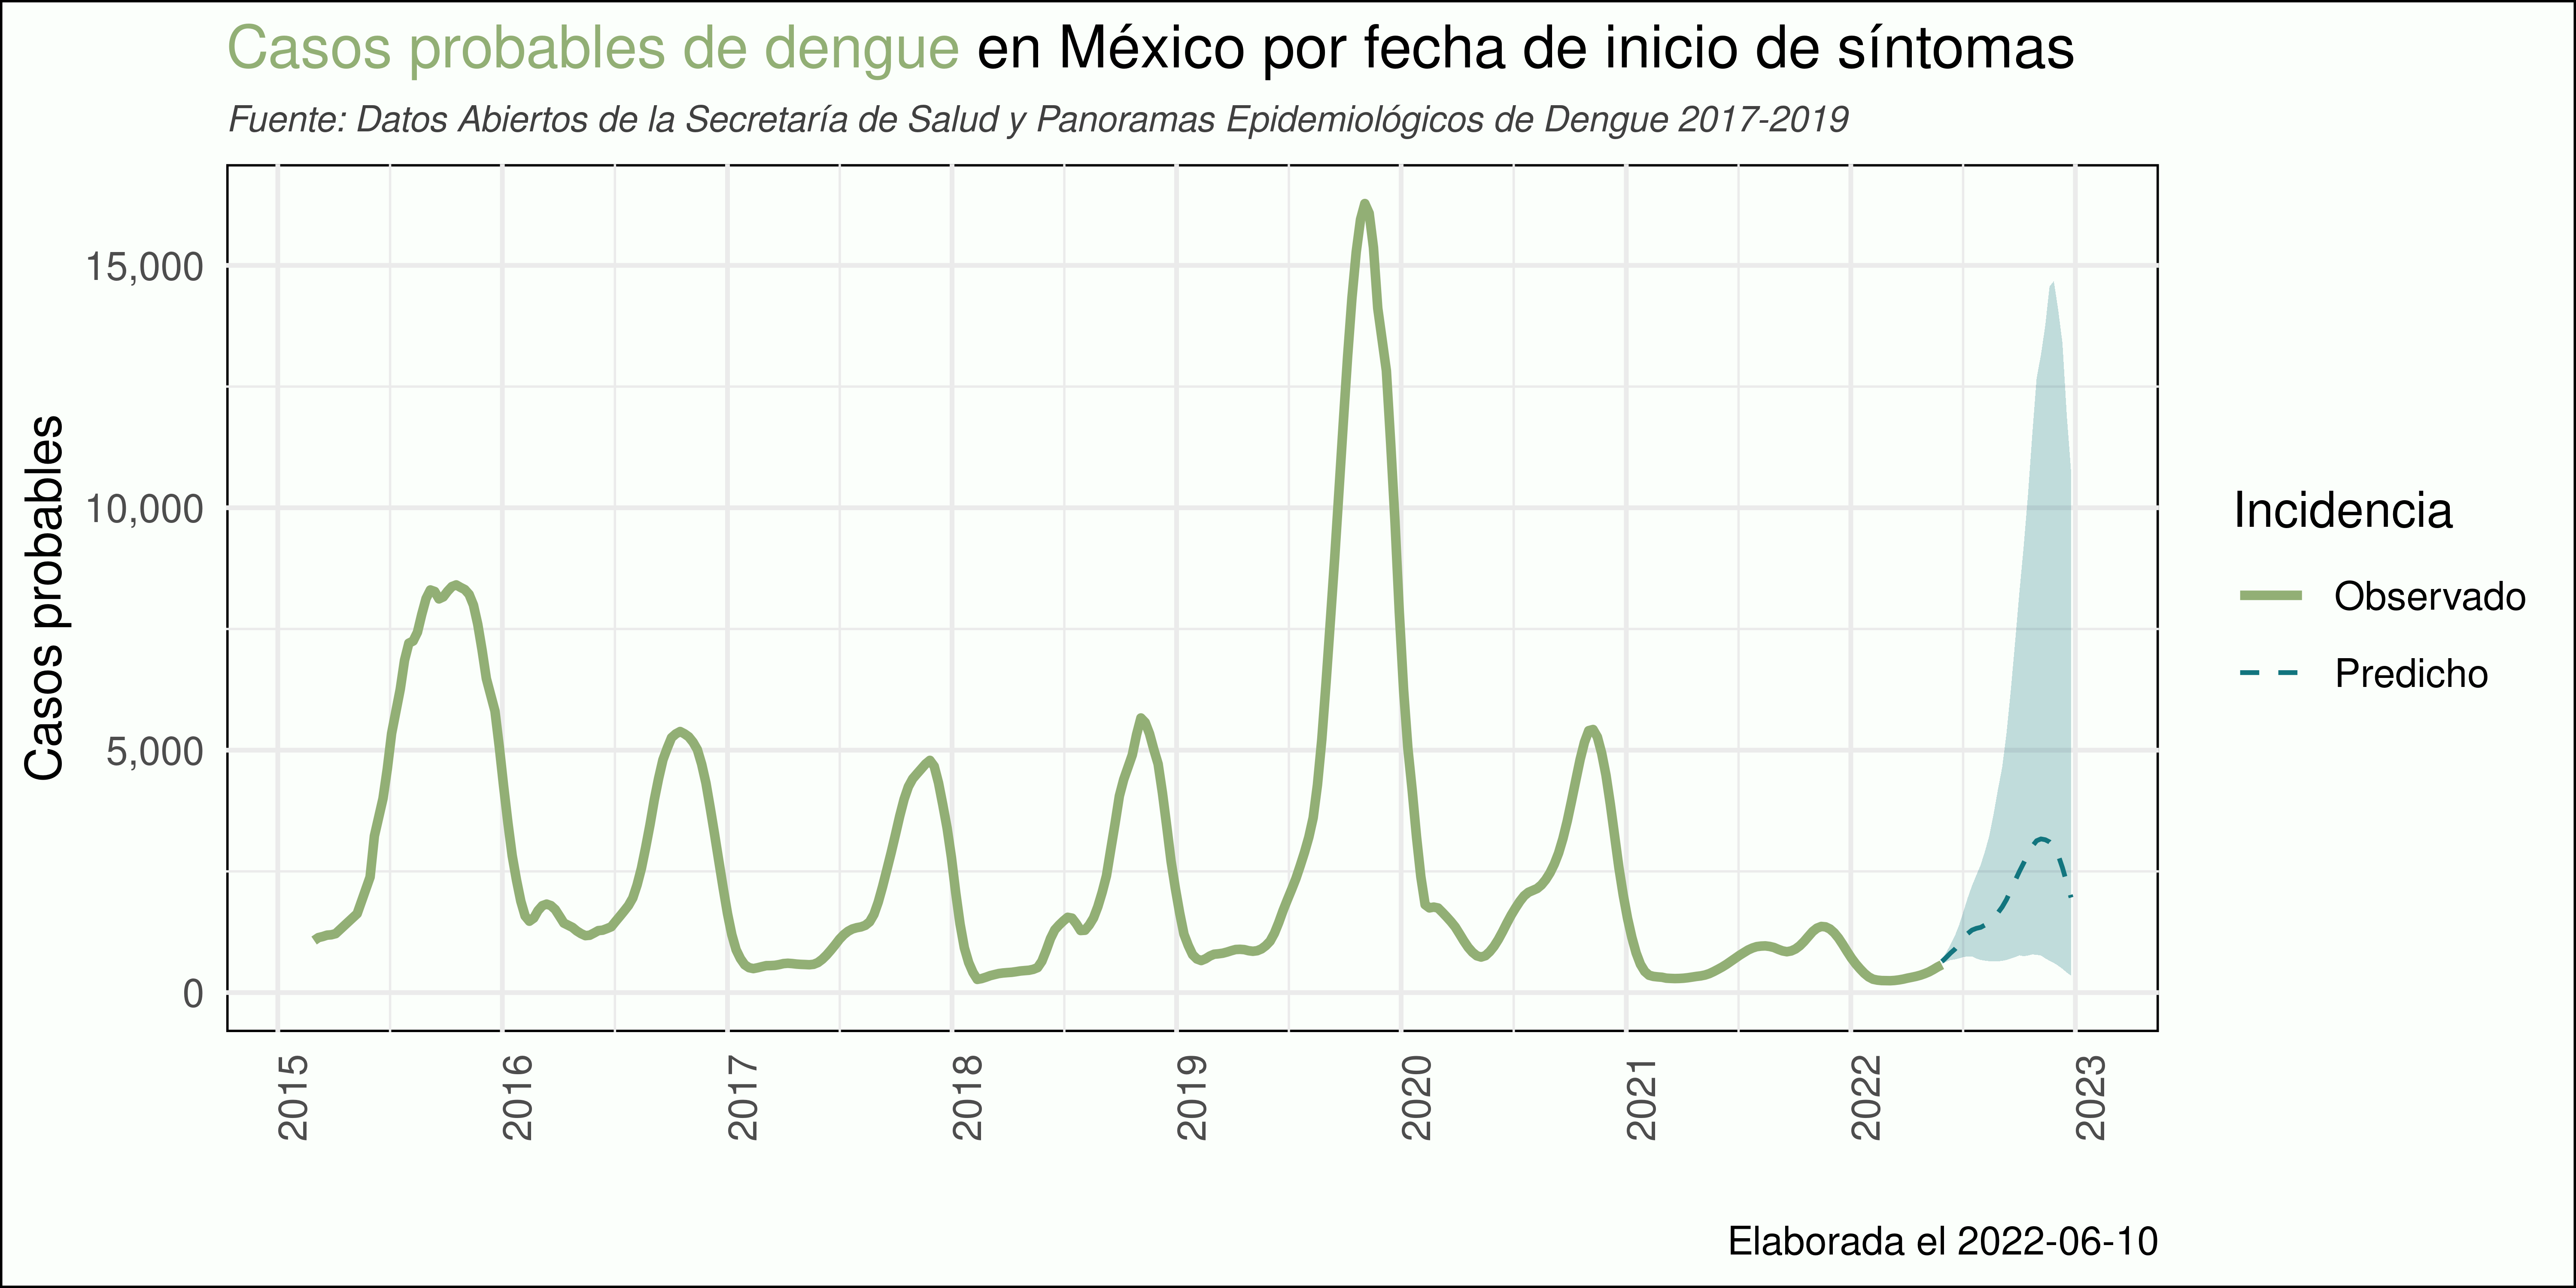 Casos probables de dengue en México por fecha de inicio de síntomas
Fuente: Datos Abiertos de la Secretaría de Salud y Panoramas Epidemiológicos de Dengue 2017-2019
Casos probables
15,000
10,000
5,000
0
2015
2016
2017
2018
2019
2020
2021
2022
2023
Incidencia
Observado
Predicho
Elaborada el 2022-06-10